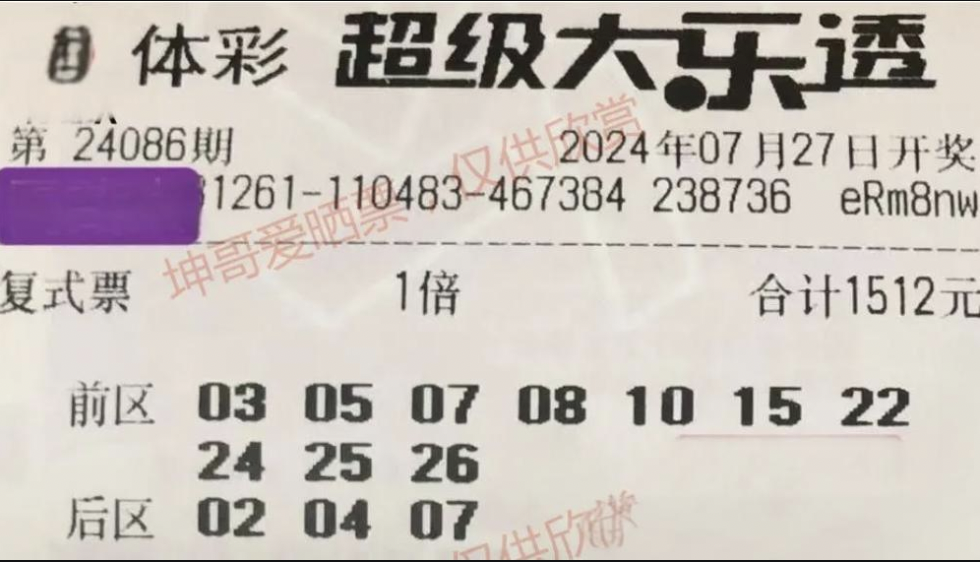 体彩 超级大乐透
第 24086期 2024年07月27日开奖
1261-110483-467384 238736 eRm8nw
坤哥爱晒票 仅供欣赏
复式票 1倍 合计1512元
前区 03 05 07 08 10 15 22
24 25 26
后区 02 04 07
仅供欣赏